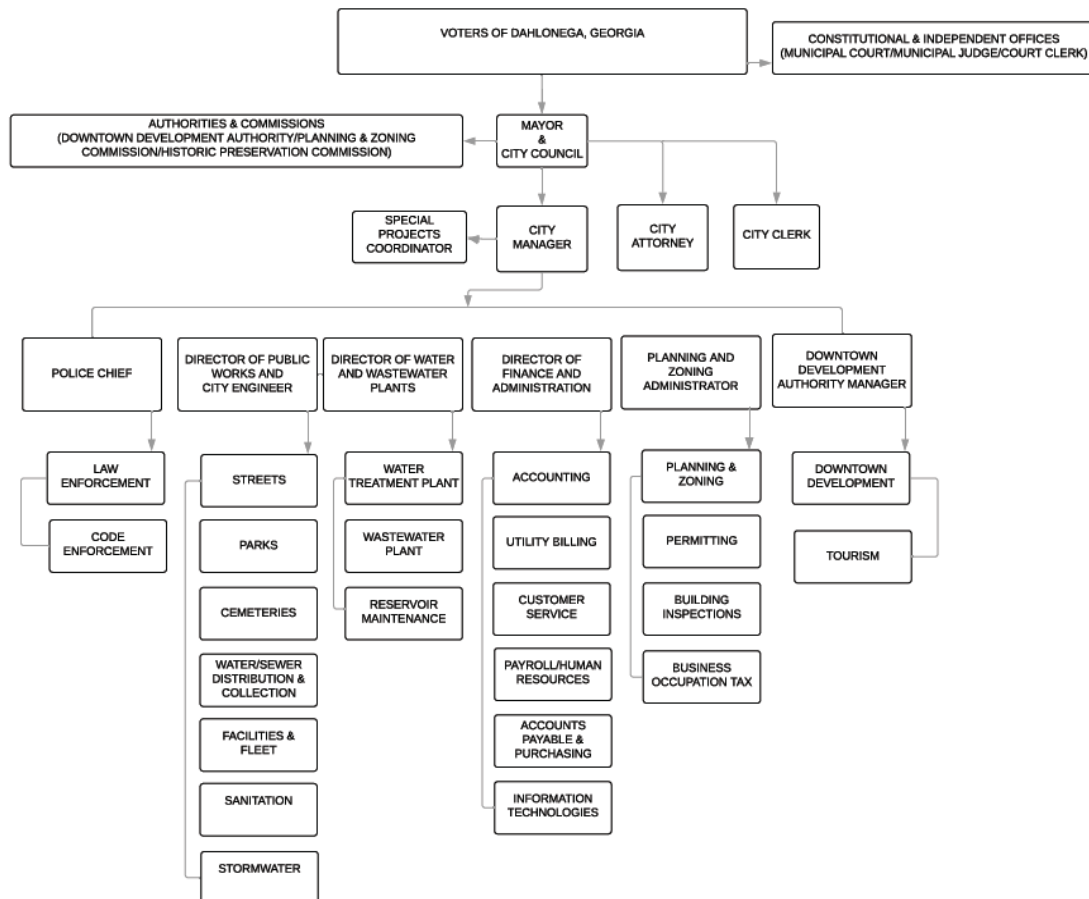 VOTERS OF DAHLONEGA, GEORGIA
CONSTITUTIONAL & INDEPENDENT OFFICES
(MUNICIPAL COURT/MUNICIPAL JUDGE/COURT CLERK)
AUTHORITIES & COMMISSIONS
(DOWNTOWN DEVELOPMENT AUTHORITY/PLANNING & ZONING
COMMISSION/HISTORIC PRESERVATION COMMISSION)
MAYOR
&
CITY COUNCIL
SPECIAL
PROJECTS
COORDINATOR
CITY
MANAGER
CITY
ATTORNEY
CITY CLERK
POLICE CHIEF
DIRECTOR OF PUBLIC
WORKS AND
CITY ENGINEER
DIRECTOR OF WATER
AND WASTEWATER
PLANTS
DIRECTOR OF
FINANCE AND
ADMINISTRATION
PLANNING AND
ZONING
ADMINISTRATOR
DOWNTOWN
DEVELOPMENT
AUTHORITY MANAGER
LAW
ENFORCEMENT
CODE
ENFORCEMENT
STREETS
PARKS
CEMETERIES
WATER/SEWER
DISTRIBUTION &
COLLECTION
FACILITIES &
FLEET
SANITATION
STORMWATER
WATER
TREATMENT PLANT
WASTEWATER
PLANT
RESERVOIR
MAINTENANCE
ACCOUNTING
UTILITY BILLING
CUSTOMER
SERVICE
PAYROLL/HUMAN
RESOURCES
ACCOUNTS
PAYABLE &
PURCHASING
INFORMATION
TECHNOLOGIES
PLANNING &
ZONING
PERMITTING
BUILDING
INSPECTIONS
BUSINESS
OCCUPATION TAX
DOWNTOWN
DEVELOPMENT
TOURISM